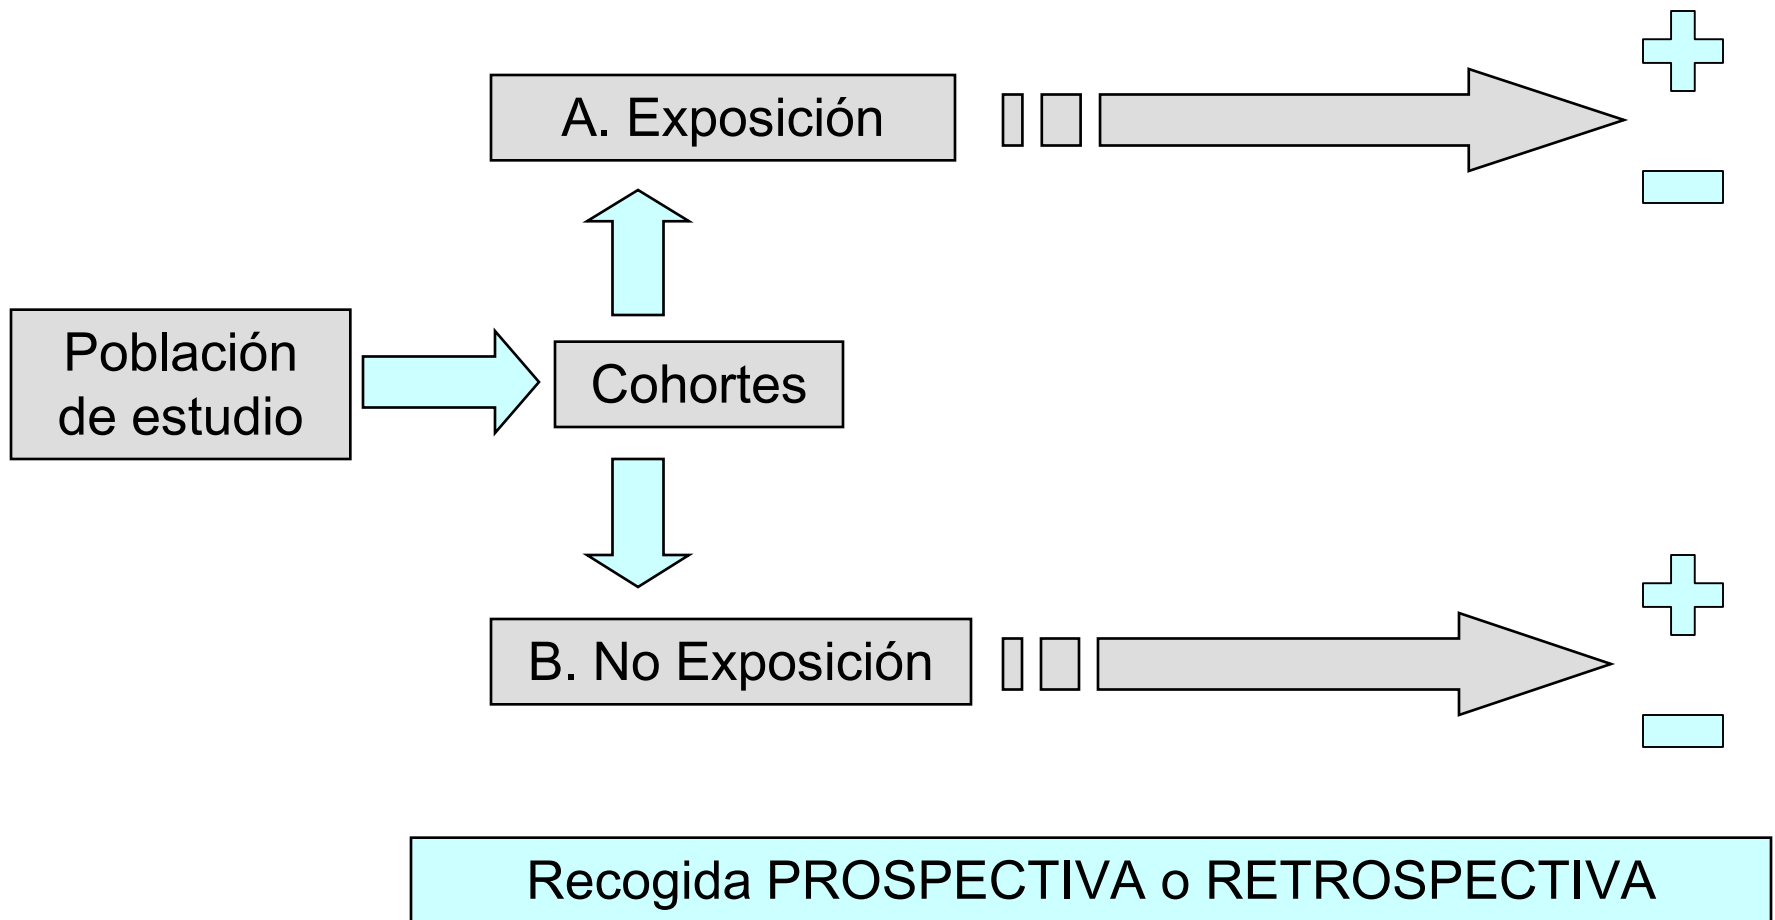 A. Exposición
Población
de estudio
Cohortes
B. No Exposición
Recogida PROSPECTIVA o RETROSPECTIVA